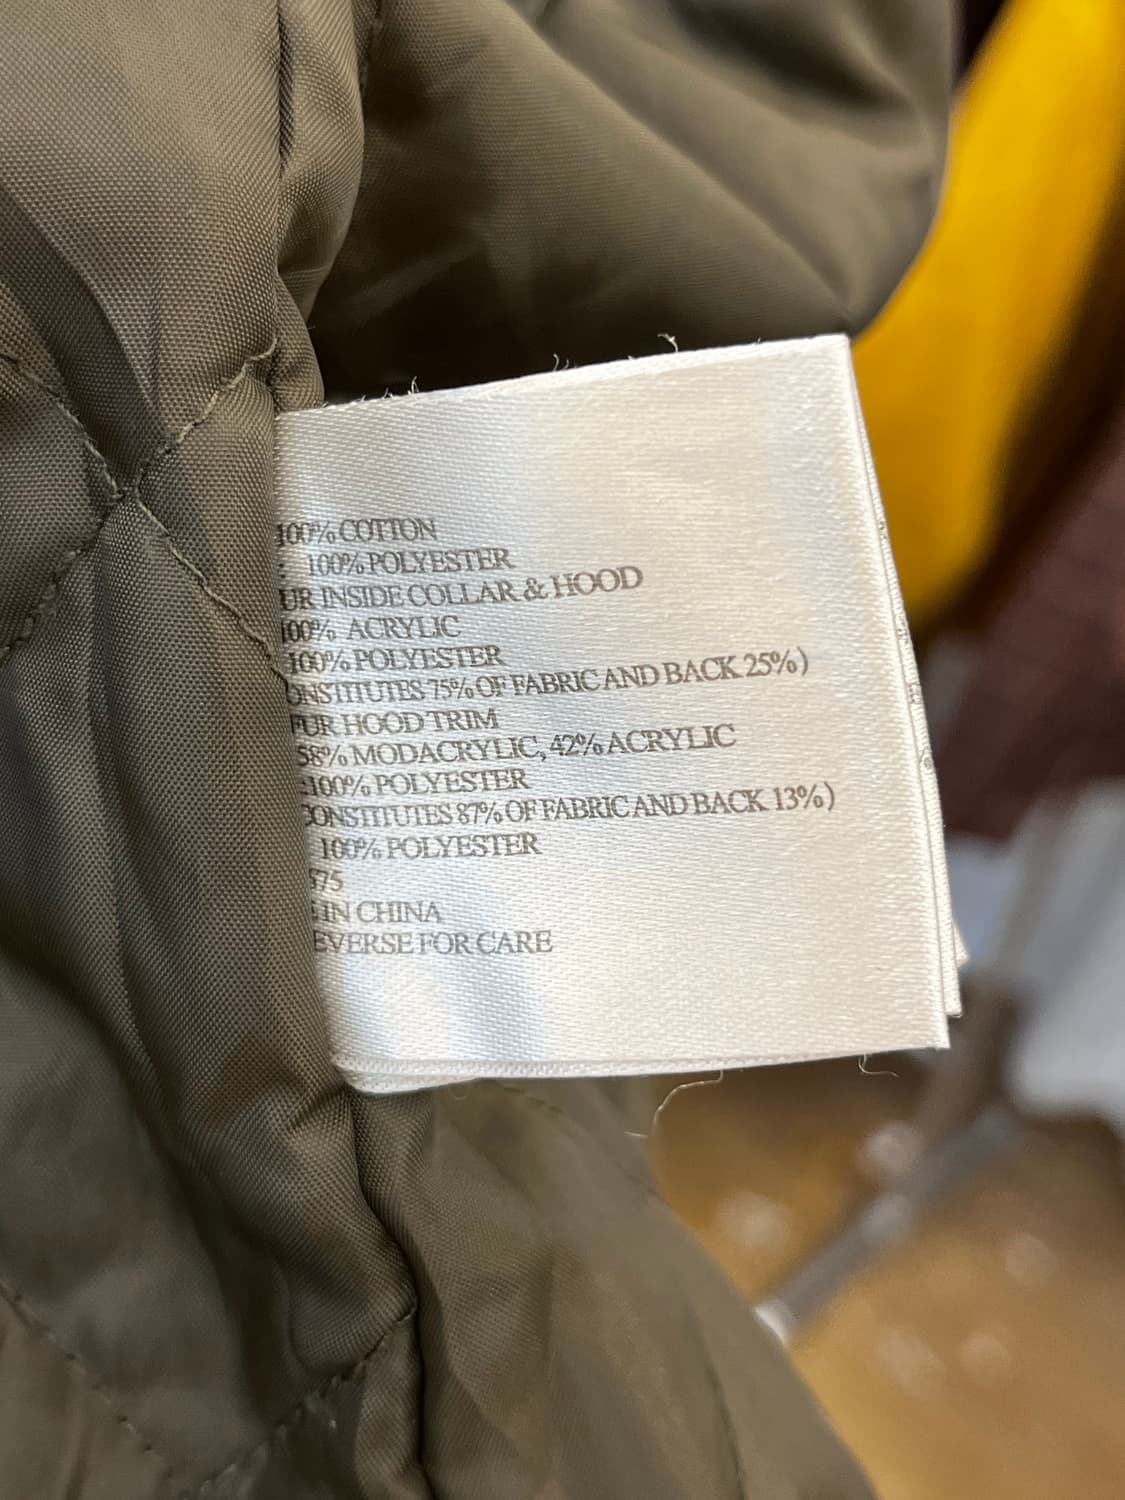 100% COTTON
: 100% POLYESTER
UR INSIDE COLLAR & HOOD
100% ACRYLIC
100% POLYESTER
ONSTITUTES 75% OF FABRIC AND BACK 25%)
FUR HOOD TRIM
58% MODACRYLIC, 42% ACRYLIC
:100% POLYESTER
CONSTITUTES 87% OF FABRIC AND BACK 13%)
100% POLYESTER
575
IN CHINA
EVERSE FOR CARE